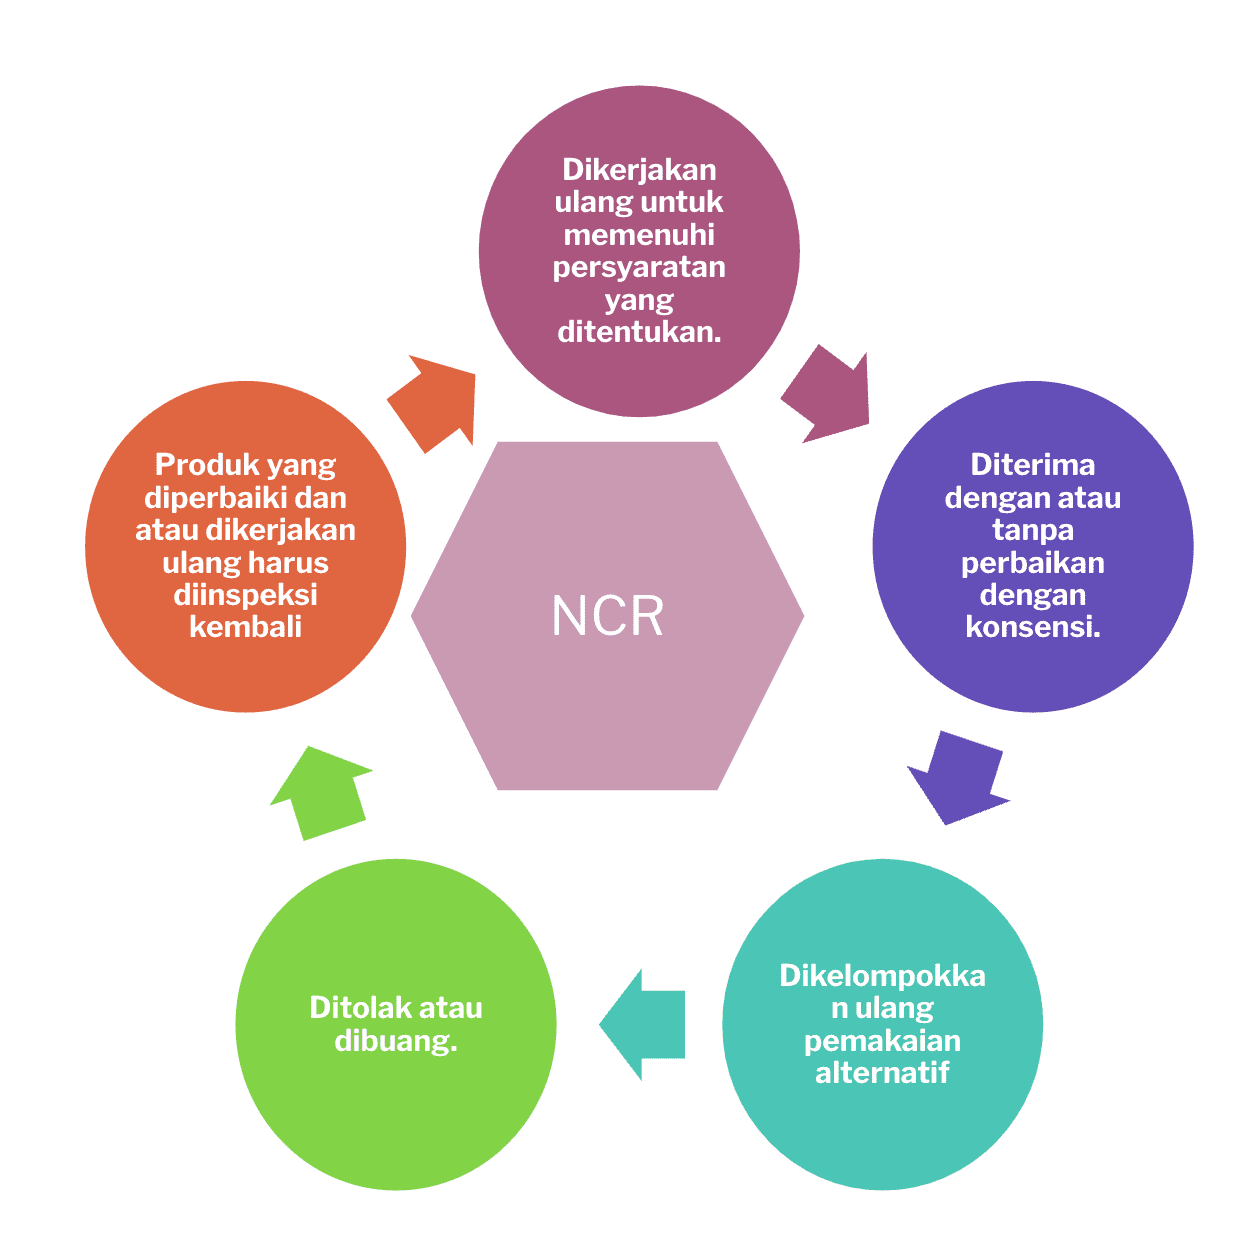 Dikerjakan
ulang untuk
memenuhi
persyaratan
yang
ditentukan.
Diterima
dengan atau
tanpa
perbaikan
dengan
konsensi.
Dikelompokka
n ulang
pemakaian
alternatif
Ditolak atau
dibuang.
Produk yang
diperbaiki dan
atau dikerjakan
ulang harus
diinspeksi
kembali
NCR